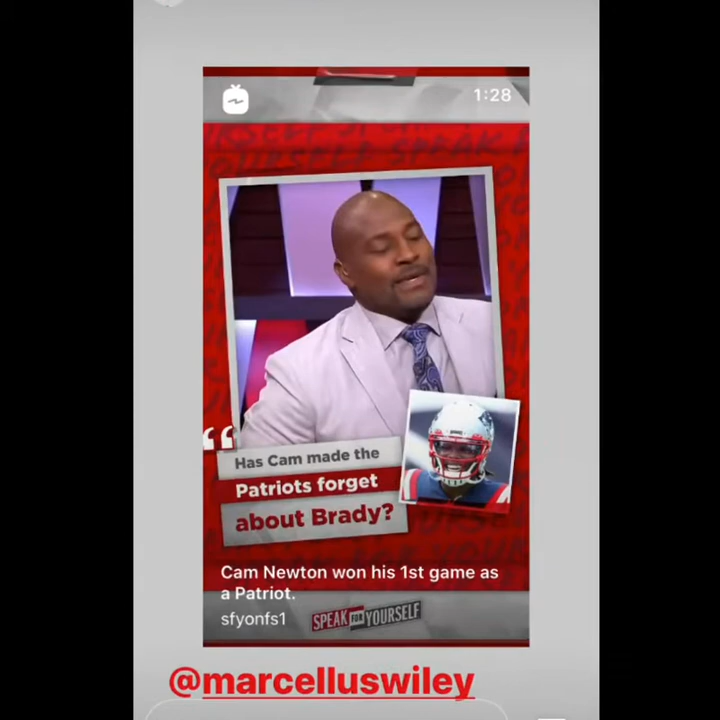 1:28
“
Has Cam made the
Patriots forget
about Brady?
Cam Newton won his 1st game as
a Patriot.
sfyonfs1
SPEAK FOR YOURSELF
@marcelluswiley